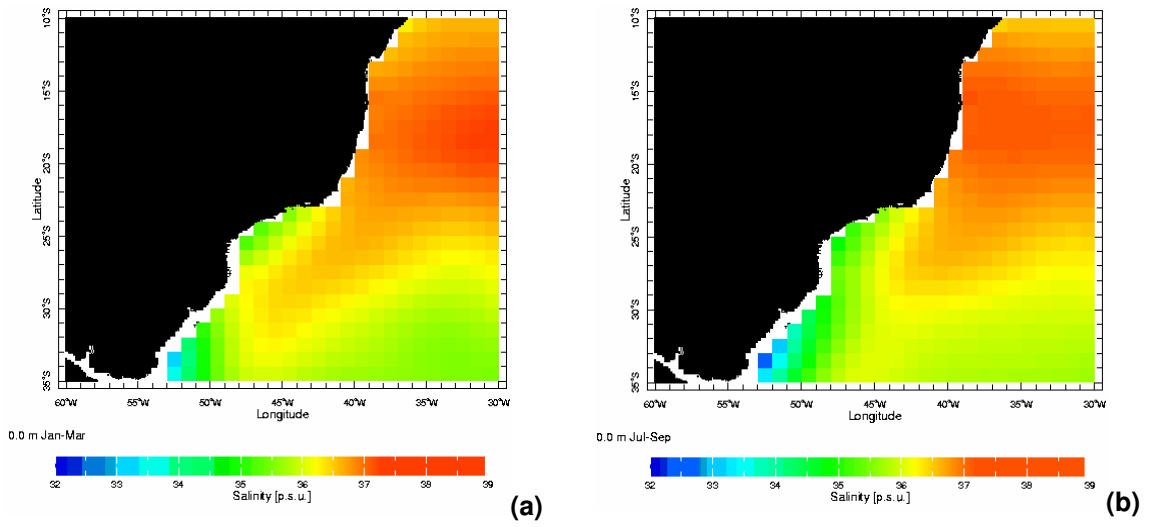 10°S
15°S
20°S
25°S
30°S
35°S
Latitude
60°W 55°W 50°W 45°W 40°W 35°W 30°W
Longitude
0.0 m Jan-Mar
32 33 34 35 36 37 38 39
Salinity [p.s.u.]
(a)
10°S
15°S
20°S
25°S
30°S
35°S
Latitude
60°W 55°W 50°W 45°W 40°W 35°W 30°W
Longitude
0.0 m Jul-Sep
32 33 34 35 36 37 38 39
Salinity [p.s.u.]
(b)